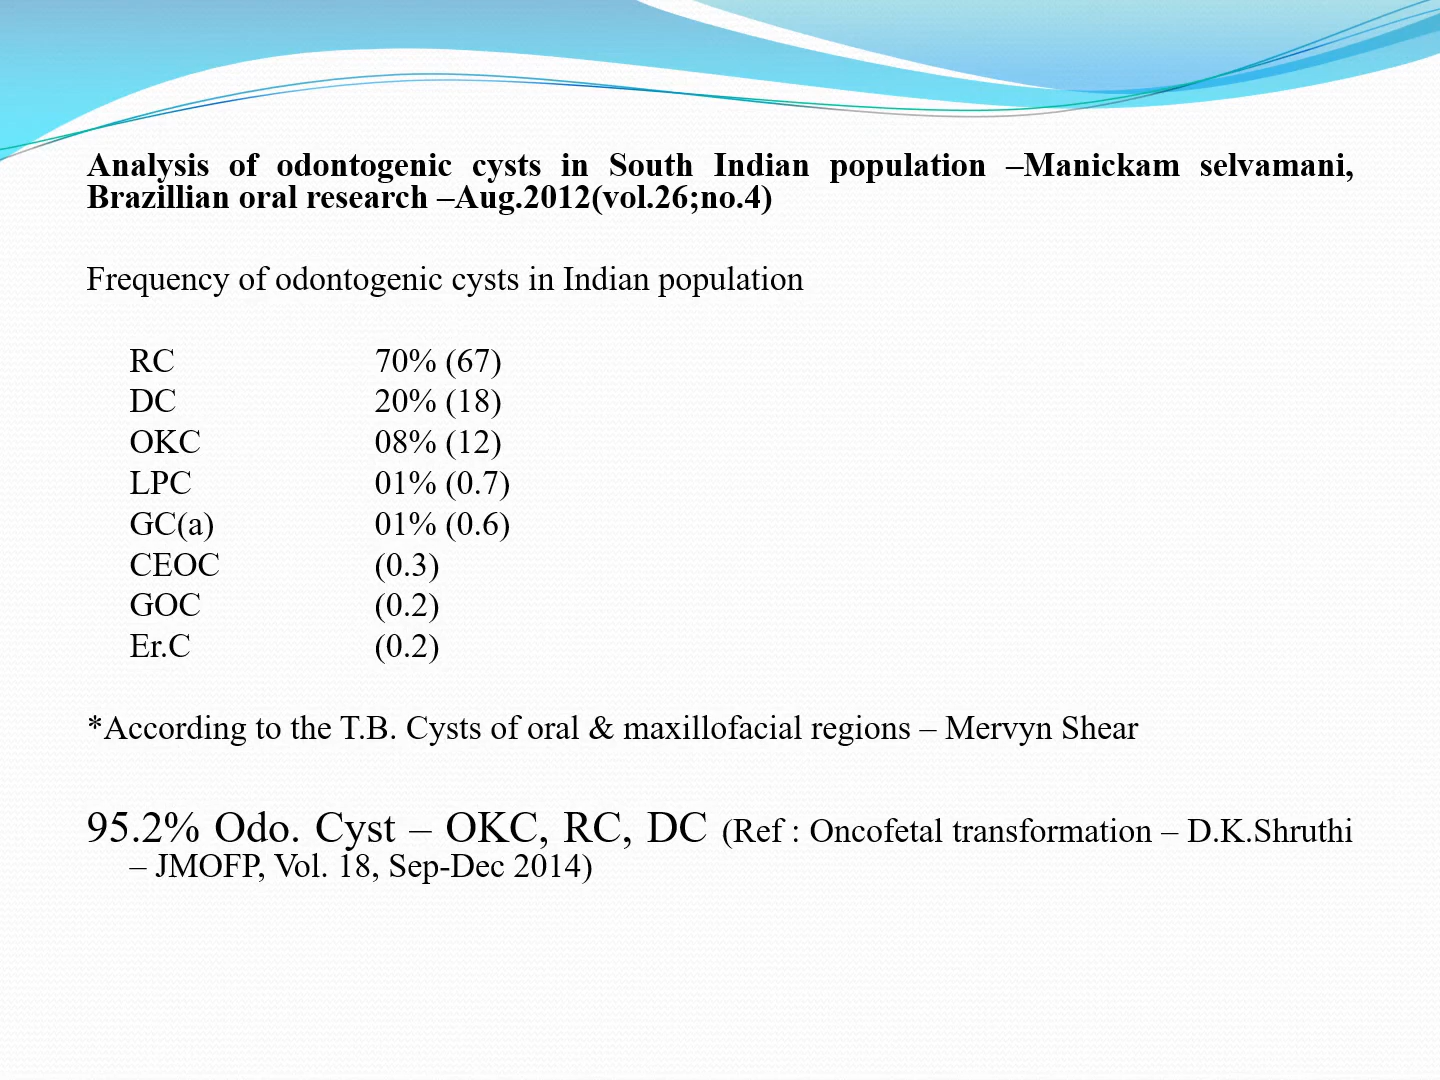 Analysis of odontogenic cysts in South Indian population –Manickam selvamani,
Brazillian oral research –Aug.2012(vol.26;no.4)
Frequency of odontogenic cysts in Indian population
RC 70% (67)
DC 20% (18)
OKC 08% (12)
LPC 01% (0.7)
GC(a) 01% (0.6)
CEOC (0.3)
GOC (0.2)
Er.C (0.2)
*According to the T.B. Cysts of oral & maxillofacial regions – Mervyn Shear
95.2% Odo. Cyst – OKC, RC, DC (Ref : Oncofetal transformation – D.K.Shruthi
– JMOFP, Vol. 18, Sep-Dec 2014)